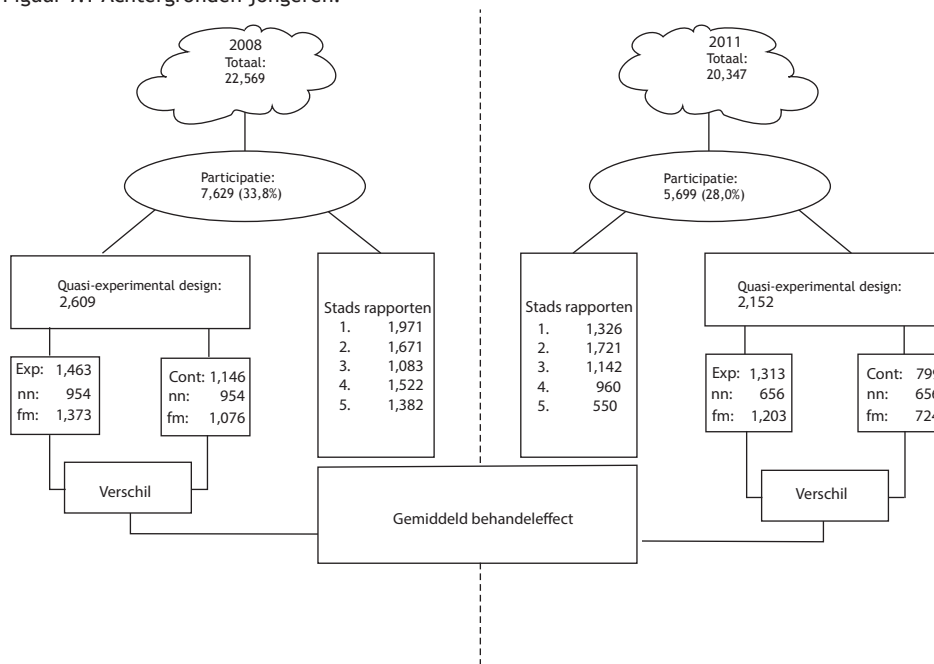 Figuur Achtergronden jongeren.
2008
Totaal:
22,569
Participatie:
7,629 (33,8%)
Quasi-experimental design:
2,609
Exp: 1,463
nn: 954
fm: 1,373
Cont: 1,146
nn: 954
fm: 1,076
Verschil
Stads rapporten
1. 1,971
2. 1,671
3. 1,083
4. 1,522
5. 1,382
2011
Totaal:
20,347
Participatie:
5,699 (28,0%)
Stads rapporten
1. 1,326
2. 1,721
3. 1,142
4. 960
5. 550
Quasi-experimental design:
2,152
Exp: 1,313
nn: 656
fm: 1,203
Cont: 799
nn: 656
fm: 724
Verschil
Gemiddeld behandeleffect